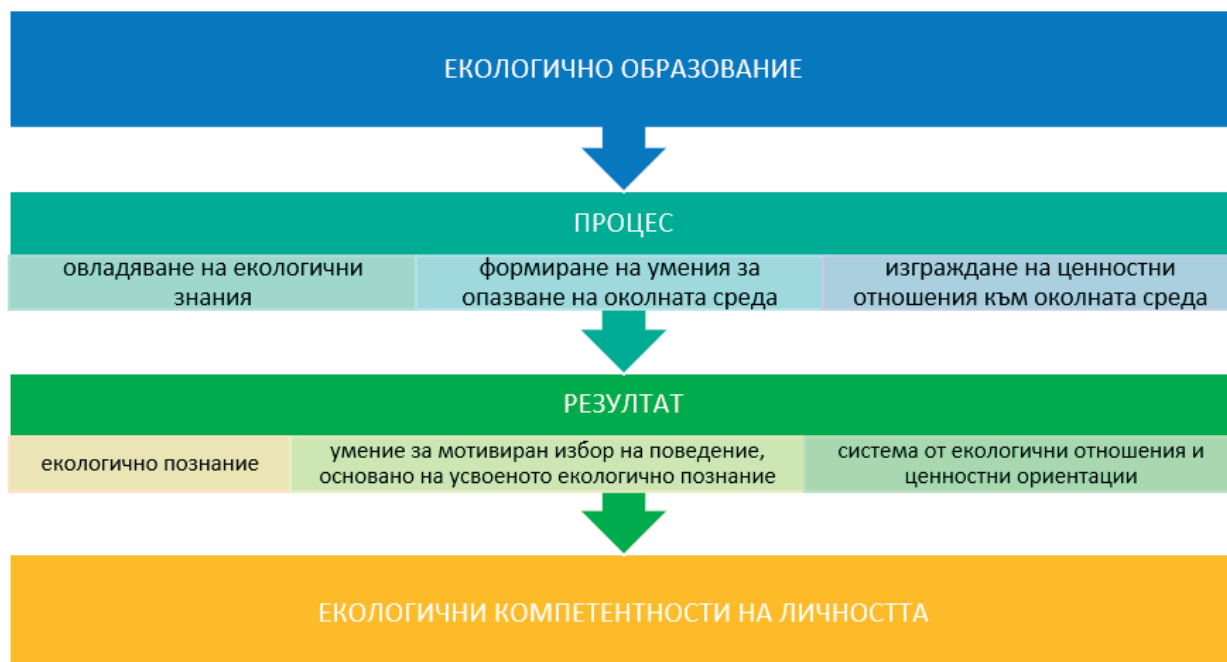 ЕКОЛОГИЧНО ОБРАЗОВАНИЕ
ПРОЦЕС
овладяване на екологични
знания
формиране на умения за
опазване на околната среда
изграждане на ценностни
отношения към околната среда
РЕЗУЛТАТ
екологично познание
умение за мотивиран избор на поведение,
основано на усвоеното екологично познание
система от екологични отношения и
ценностни ориентации
ЕКОЛОГИЧНИ КОМПЕТЕНТНОСТИ НА ЛИЧНОСТТА